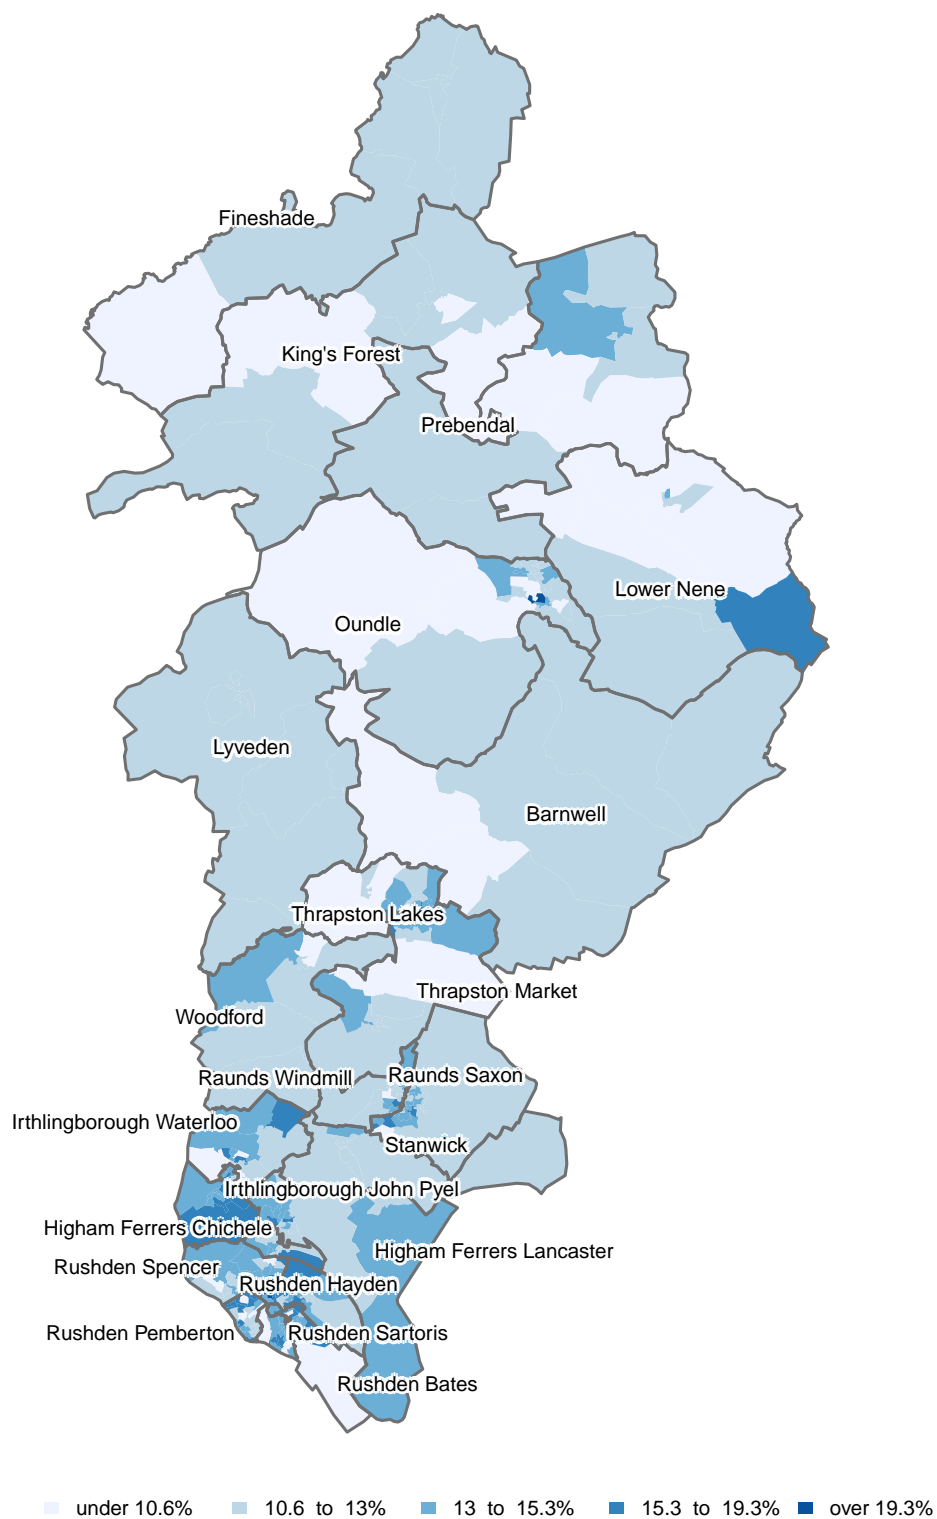 Fineshade
King's Forest
Prebendal
Lower Nene
Oundle
Lyveden
Barnwell
Thrapston Lakes
Thrapston Market
Woodford
Raunds Windmill
Raunds Saxon
Irthlingborough Waterloo
Stanwick
Irthlingborough John Pyel
Higham Ferrers Chichele
Higham Ferrers Lancaster
Rushden Spencer
Rushden Hayden
Rushden Pemberton
Rushden Sartoris
Rushden Bates
under 10.6% 10.6 to 13% 13 to 15.3% 15.3 to 19.3% over 19.3%